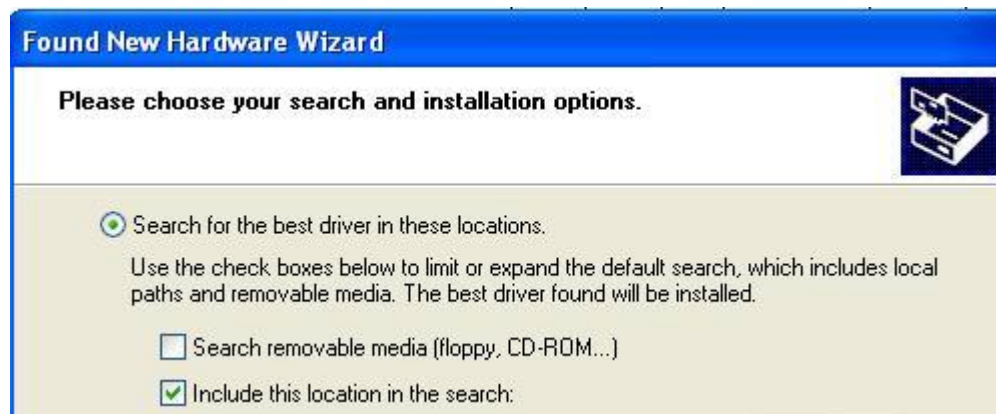 Found New Hardware Wizard
Please choose your search and installation options.
Search for the best driver in these locations.
Use the check boxes below to limit or expand the default search, which includes local
paths and removable media. The best driver found will be installed.
Search removable media (floppy, CD-ROM...)
Include this location in the search: